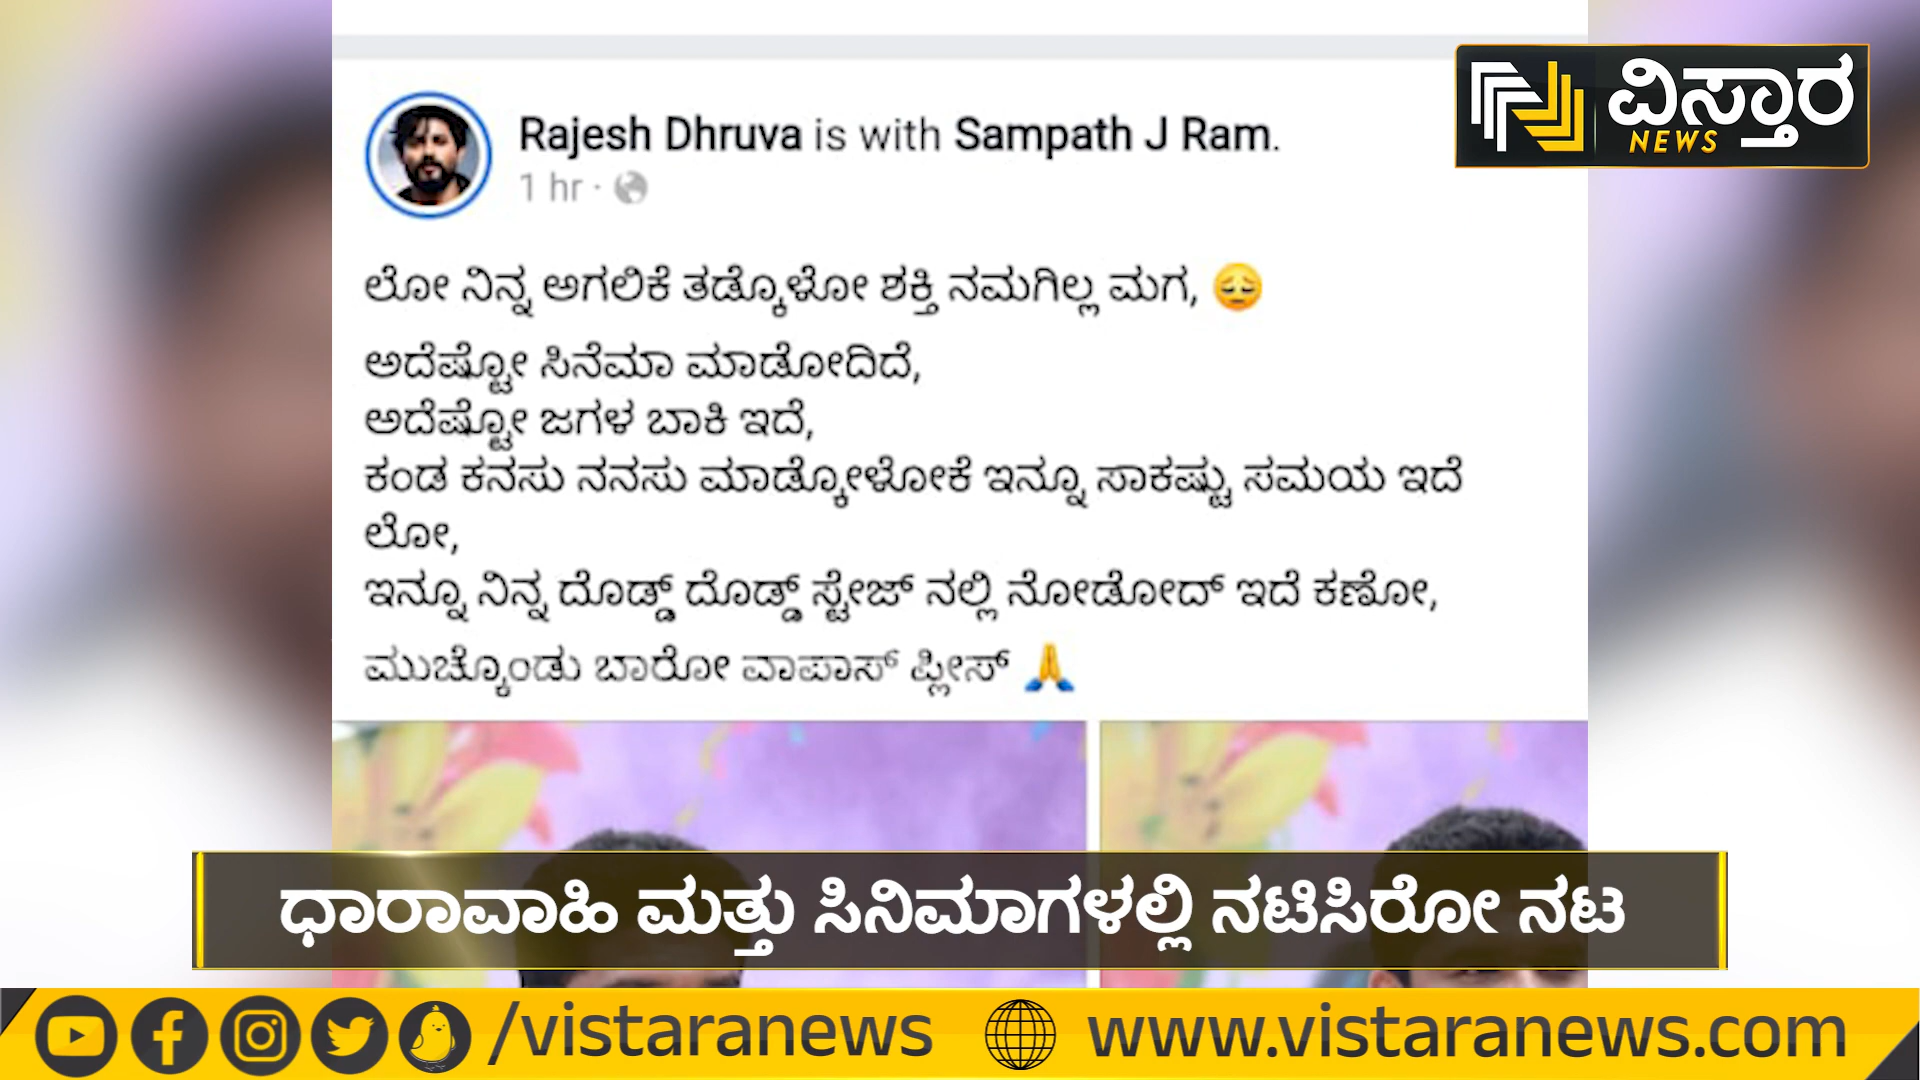 ವಿಸ್ತಾರ
NEWS
Rajesh Dhruva is with Sampath J Ram.
1 hr ·
ಲೋ ನಿನ್ನ ಅಗಲಿಕೆ ತಡ್ಕೊಳೋ ಶಕ್ತಿ ನಮಗಿಲ್ಲ ಮಗ, 😔
ಅದೆಷ್ಟೋ ಸಿನೆಮಾ ಮಾಡೋದಿದೆ,
ಅದೆಷ್ಟೋ ಜಗಳ ಬಾಕಿ ಇದೆ,
ಕಂಡ ಕನಸು ನನಸು ಮಾಡ್ಕೋಳೋಕೆ ಇನ್ನೂ ಸಾಕಷ್ಟು ಸಮಯ ಇದೆ
ಲೋ,
ಇನ್ನೂ ನಿನ್ನ ದೊಡ್ಡ್ ದೊಡ್ಡ್ ಸ್ಟೇಜ್ ನಲ್ಲಿ ನೋಡೋದ್ ಇದೆ ಕಣೋ,
ಮುಚ್ಕೊಂಡು ಬಾರೋ ವಾಪಾಸ್ ಪ್ಲೀಸ್ 🙏
ಧಾರಾವಾಹಿ ಮತ್ತು ಸಿನಿಮಾಗಳಲ್ಲಿ ನಟಿಸಿರೋ ನಟ
/vistaranews www.vistaranews.com